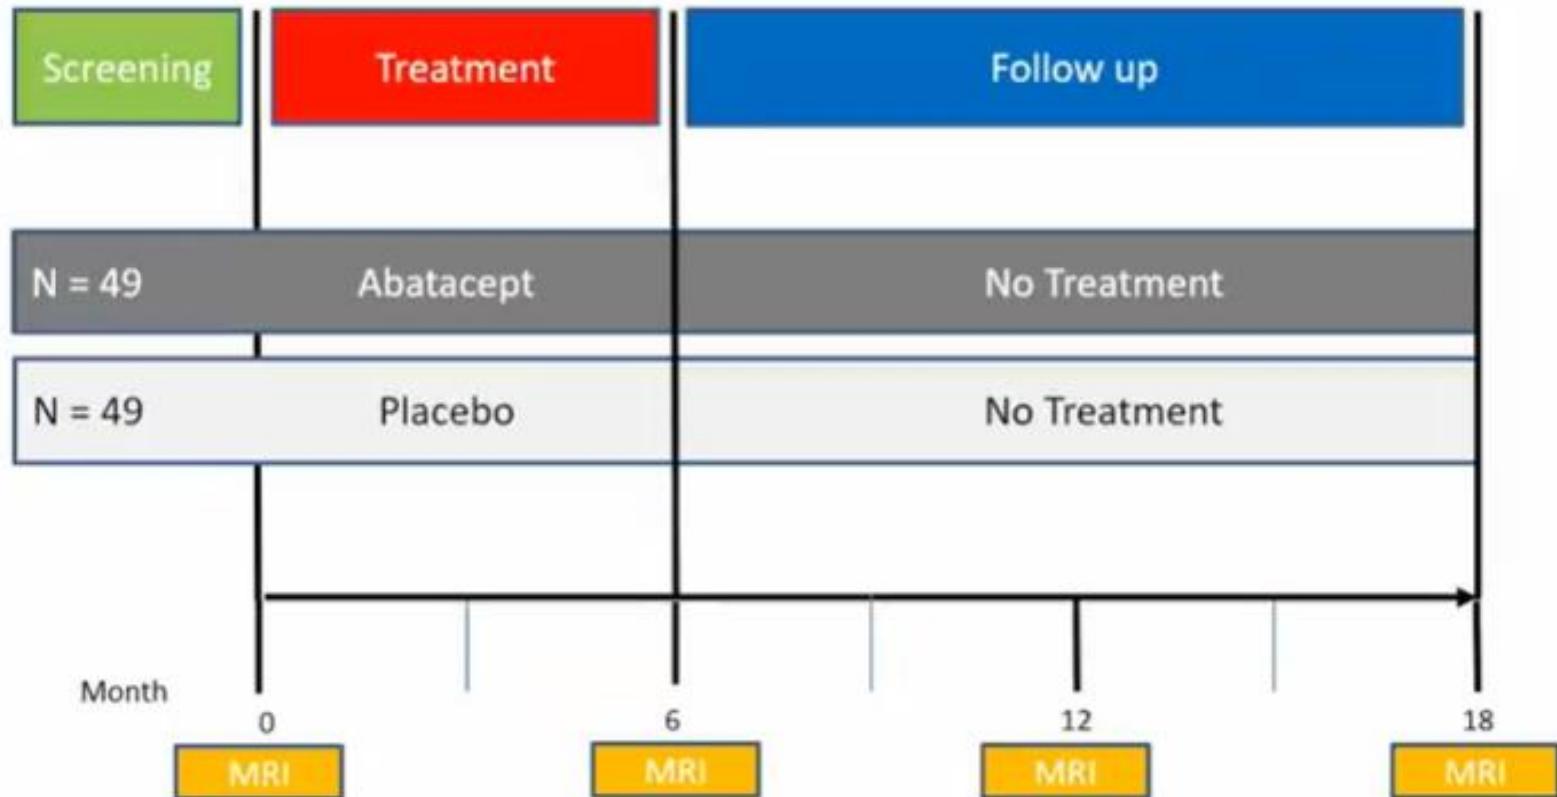 Screening Treatment Follow up
N = 49 Abatacept No Treatment
N = 49 Placebo No Treatment
Month
0 6 12 18
MRI MRI MRI MRI